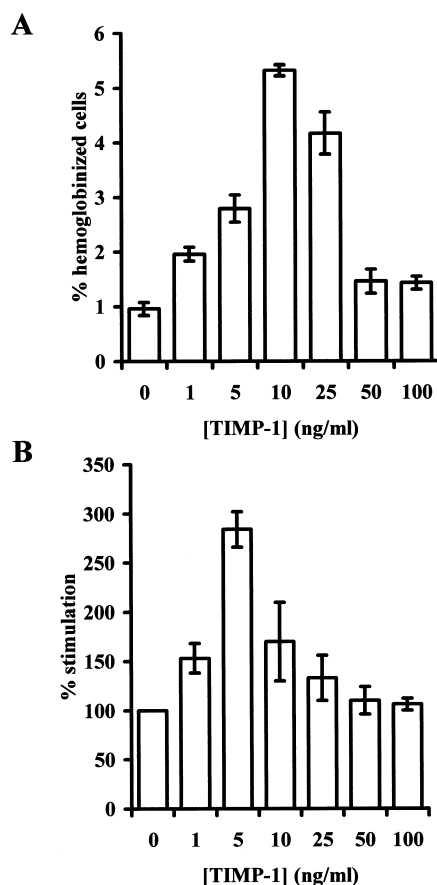 A
6
5
4
3
2
1
0
% hemoglobinized cells
0 1 5 10 25 50 100
[TIMP-1] (ng/ml)
B
350
300
250
200
150
100
50
0
% stimulation
0 1 5 10 25 50 100
[TIMP-1] (ng/ml)